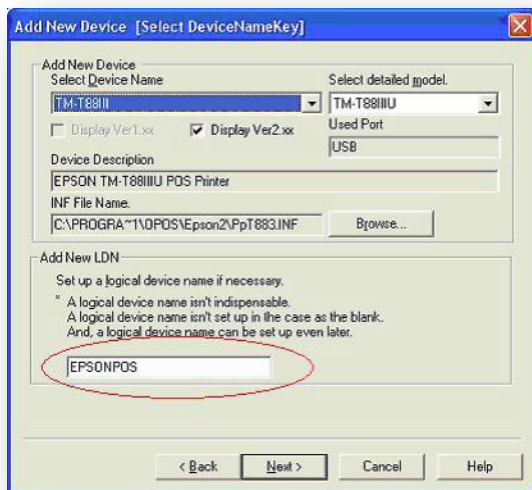 Add New Device [Select DeviceNameKey]
Add New Device
Select Device Name
Select detailed model.
TM-T88III
TM-T88IIIU
Display Ver1.xx
Display Ver2.xx
Used Port
USB
Device Description
EPSON TM-T88IIIU POS Printer
INF File Name.
C:\PROGRA~1\OPOS\Epson2\PpT883.INF
Browse...
Add New LDN
Set up a logical device name if necessary.
* A logical device name isn't indispensable.
A logical device name isn't set up in the case as the blank.
And, a logical device name can be set up even later.
EPSONPOS
< Back
Next >
Cancel
Help